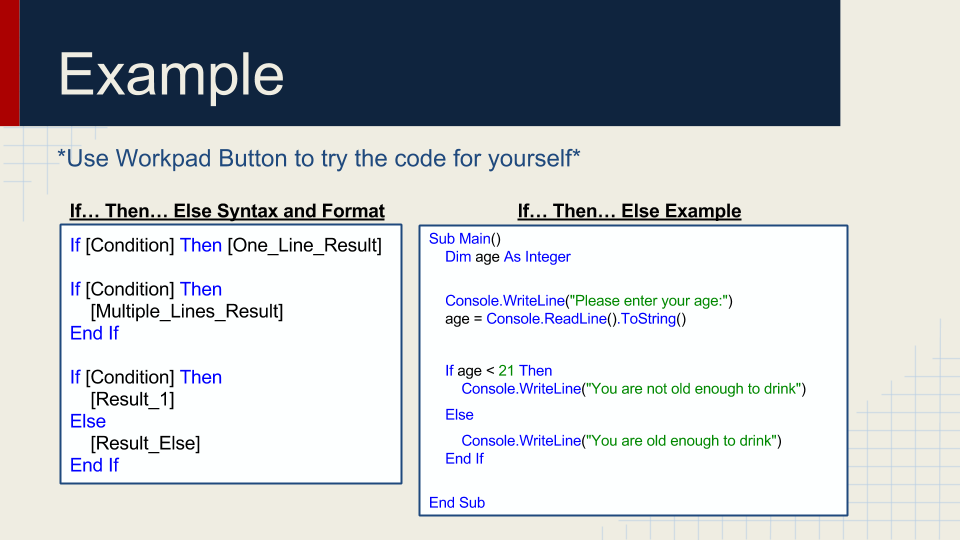 Example
*Use Workpad Button to try the code for yourself*
If… Then… Else Syntax and Format
If [Condition] Then [One_Line_Result]
If [Condition] Then
[Multiple_Lines_Result]
End If
If [Condition] Then
[Result_1]
Else
[Result_Else]
End If
If… Then… Else Example
Sub Main()
Dim age As Integer
Console.WriteLine("Please enter your age:")
age = Console.ReadLine().ToString()
If age < 21 Then
Console.WriteLine("You are not old enough to drink")
Else
Console.WriteLine("You are old enough to drink")
End If
End Sub